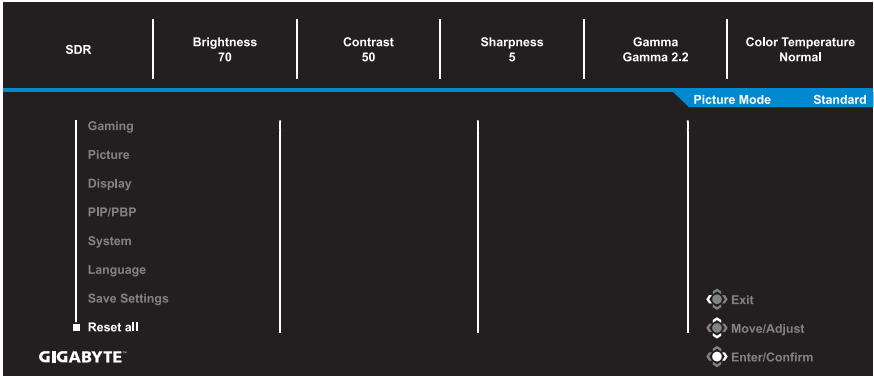 SDR
Brightness
70
Contrast
50
Sharpness
5
Gamma
Gamma 2.2
Color Temperature
Normal
Picture Mode Standard
Gaming
Picture
Display
PIP/PBP
System
Language
Save Settings
Reset all
Exit
Move/Adjust
Enter/Confirm
GIGABYTE™